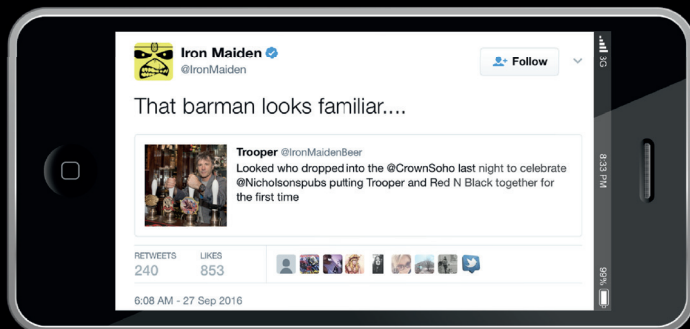 Iron Maiden
@IronMaiden
Follow
That barman looks familiar....
Trooper @IronMaidenBeer
Looked who dropped into the @CrownSoho last night to celebrate
@Nicholsonspubs putting Trooper and Red N Black together for
the first time
RETWEETS LIKES
240 853
6:08 AM - 27 Sep 2016
3G
8:33 PM
99%